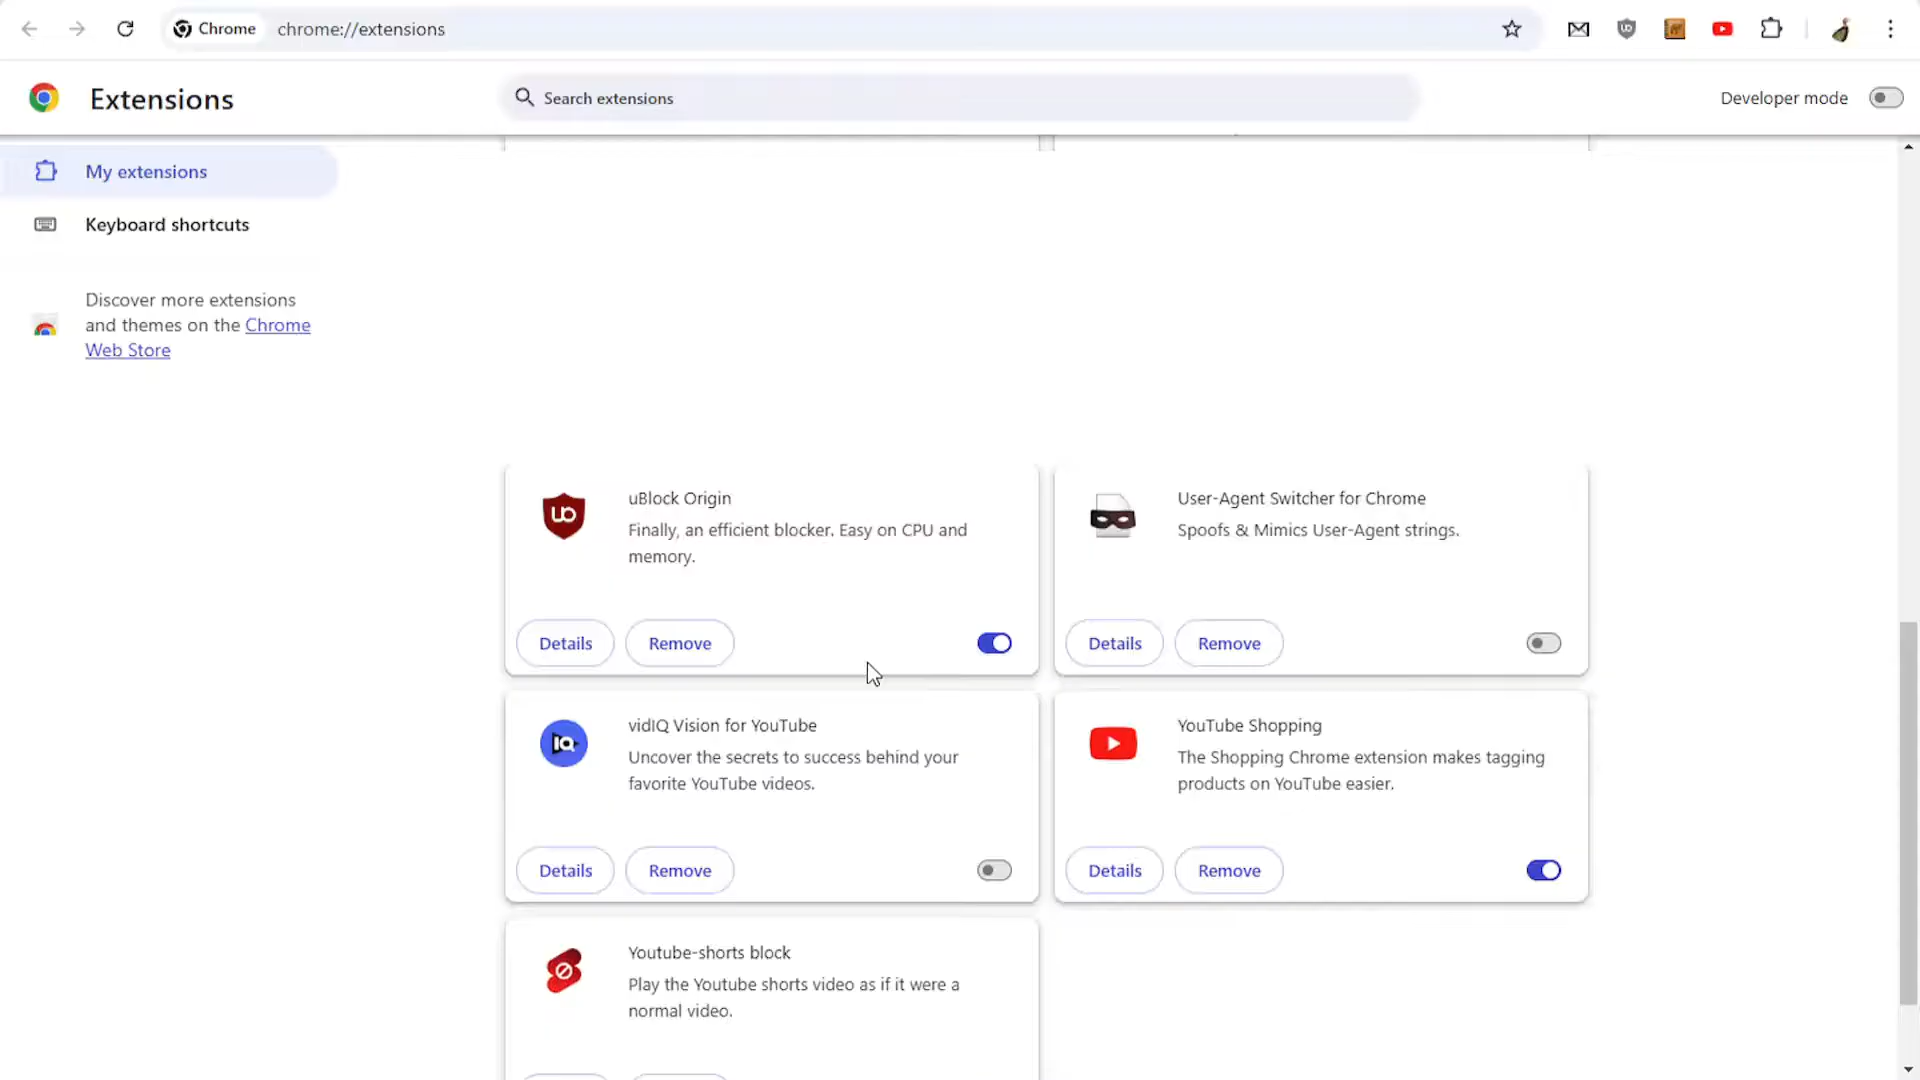 Chrome chrome://extensions
Extensions
Search extensions
Developer mode
My extensions
Keyboard shortcuts
Discover more extensions
and themes on the Chrome
Web Store
uBlock Origin
Finally, an efficient blocker. Easy on CPU and
memory.
Details Remove
User-Agent Switcher for Chrome
Spoofs & Mimics User-Agent strings.
Details Remove
vidIQ Vision for YouTube
Uncover the secrets to success behind your
favorite YouTube videos.
Details Remove
YouTube Shopping
The Shopping Chrome extension makes tagging
products on YouTube easier.
Details Remove
Youtube-shorts block
Play the Youtube shorts video as if it were a
normal video.